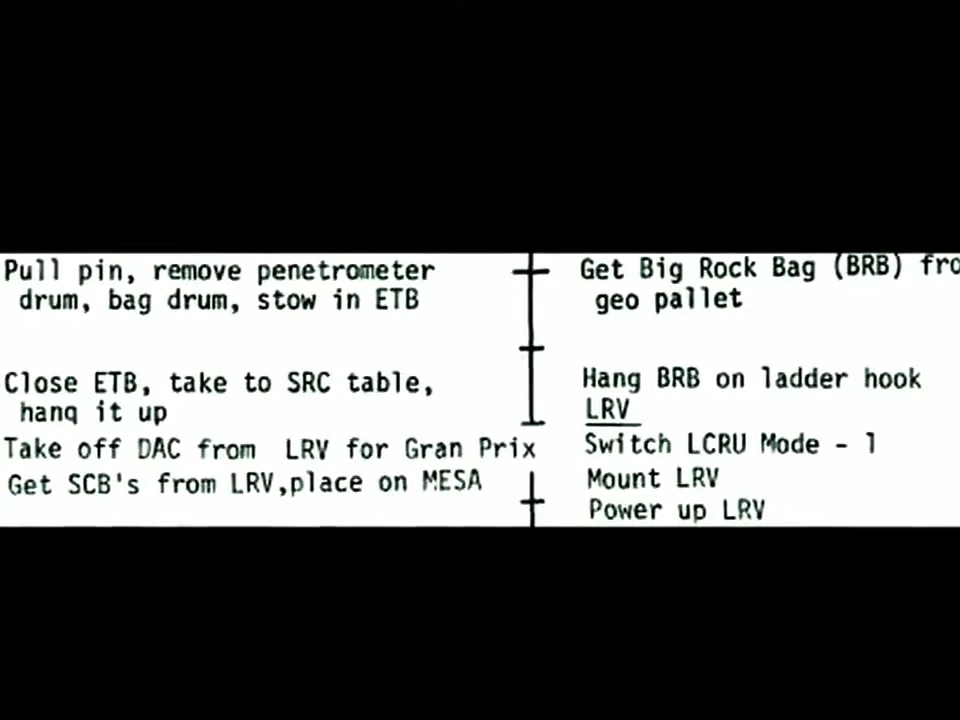 Pull pin, remove penetrometer
drum, bag drum, stow in ETB
Close ETB, take to SRC table,
hang it up
Take off DAC from LRV for Gran Prix
Get SCB's from LRV,place on MESA
Get Big Rock Bag (BRB) fro
geo pallet
Hang BRB on ladder hook
LRV
Switch LCRU Mode - 1
Mount LRV
Power up LRV